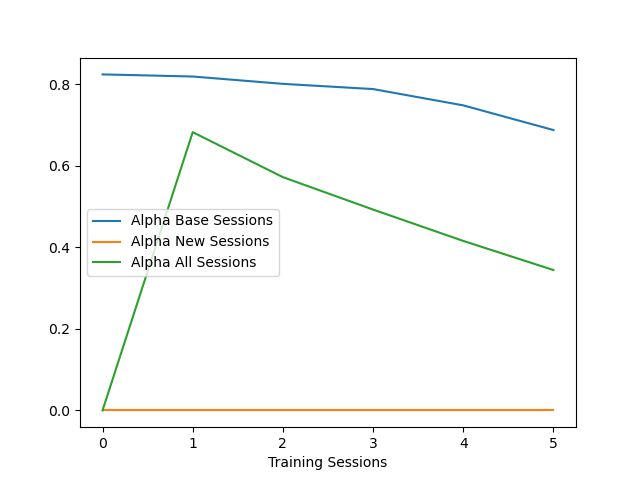 0.8
0.6
0.4
0.2
0.0
Alpha Base Sessions
Alpha New Sessions
Alpha All Sessions
0 1 2 3 4 5
Training Sessions